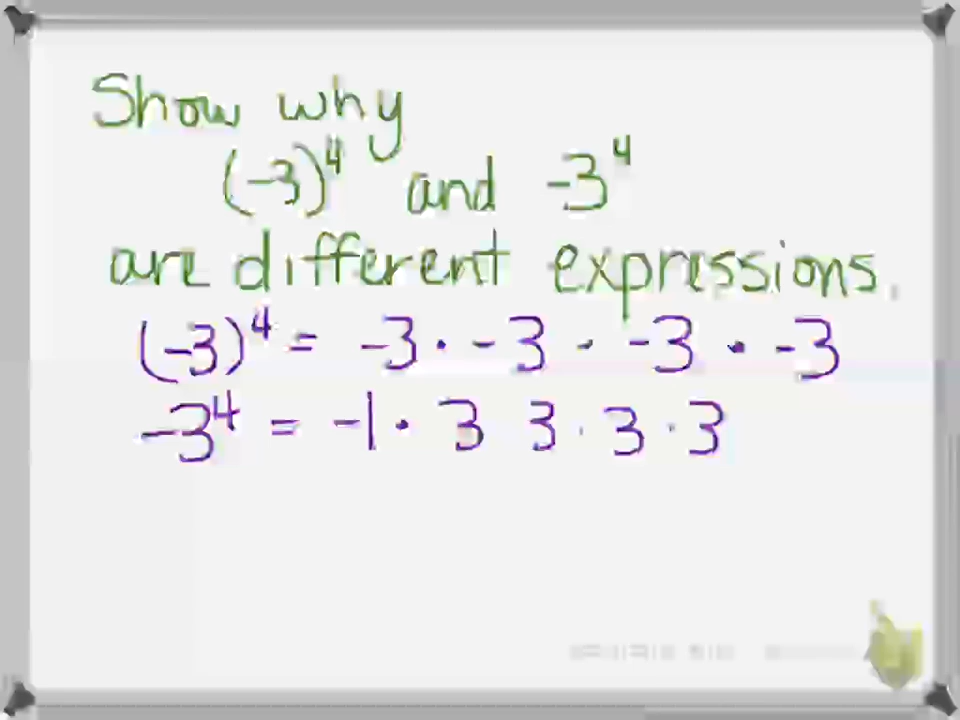 Show why
(-3)⁴ and -3⁴
are different expressions.
(-3)⁴ = -3 · -3 · -3 · -3
-3⁴ = -1 · 3 3 · 3 · 3